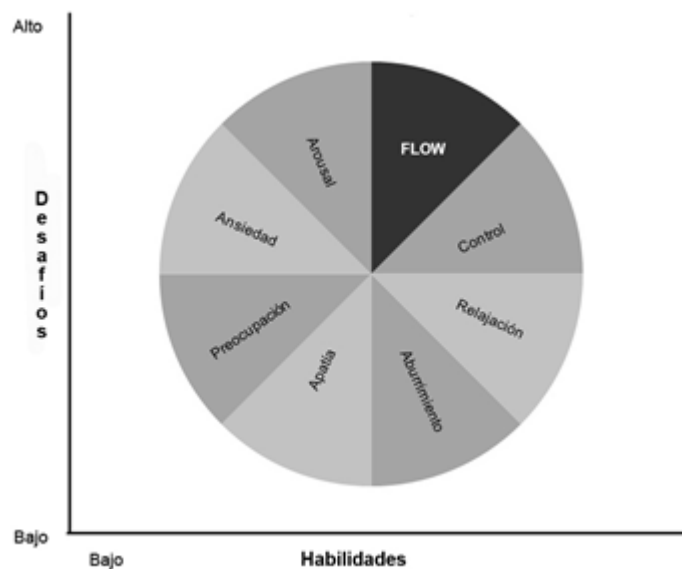 Alto
Arousal
FLOW
Ansiedad
Control
Desafíos
Preocupación
Relajación
Apatía
Aburrimiento
Bajo
Bajo
Habilidades